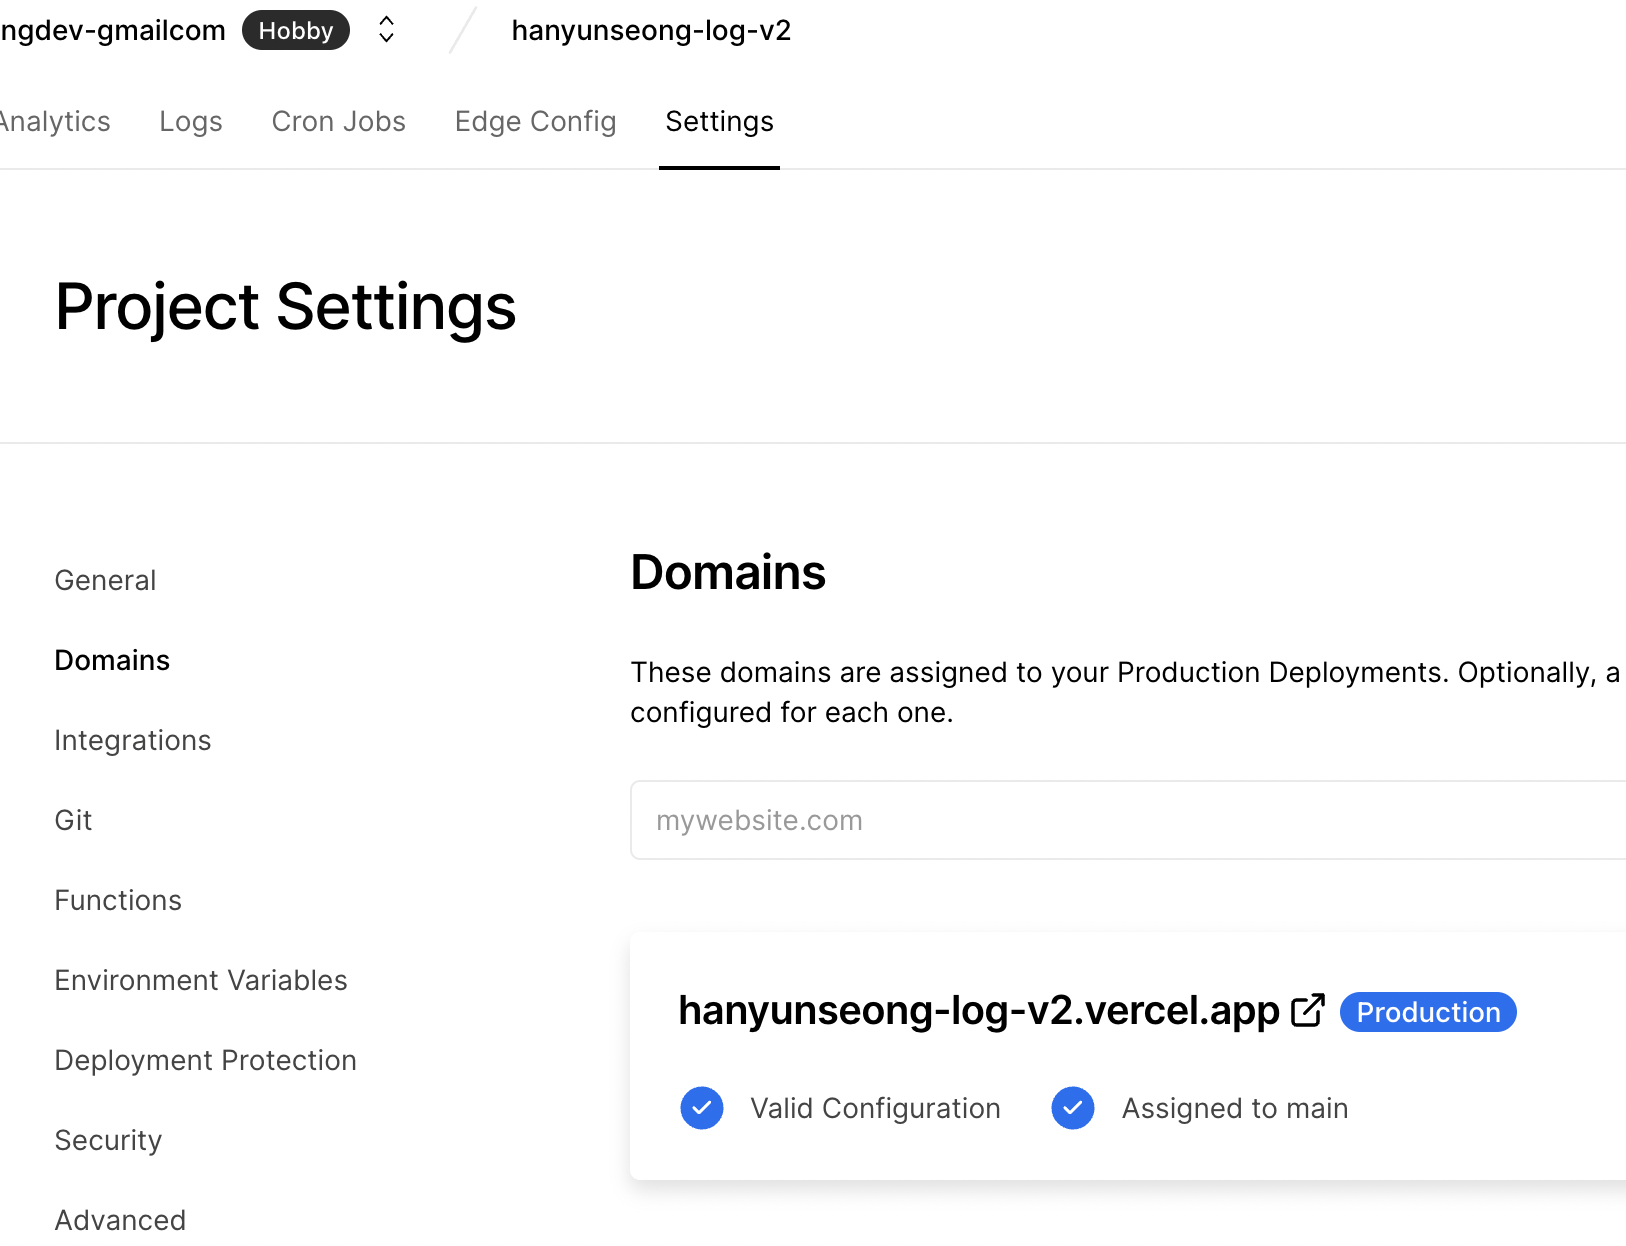 ngdev-gmailcom Hobby hanyunseong-log-v2
Analytics Logs Cron Jobs Edge Config Settings
Project Settings
General
Domains
Integrations
Git
Functions
Environment Variables
Deployment Protection
Security
Advanced
Domains
These domains are assigned to your Production Deployments. Optionally, a
configured for each one.
mywebsite.com
hanyunseong-log-v2.vercel.app Production
Valid Configuration Assigned to main